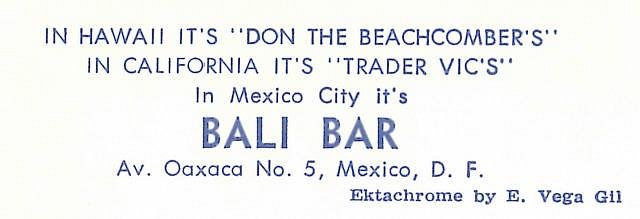 IN HAWAII IT'S "DON THE BEACHCOMBER'S"
IN CALIFORNIA IT'S "TRADER VIC'S"
In Mexico City it's
BALI BAR
Av. Oaxaca No. 5, Mexico, D. F.
Ektachrome by E. Vega Gil